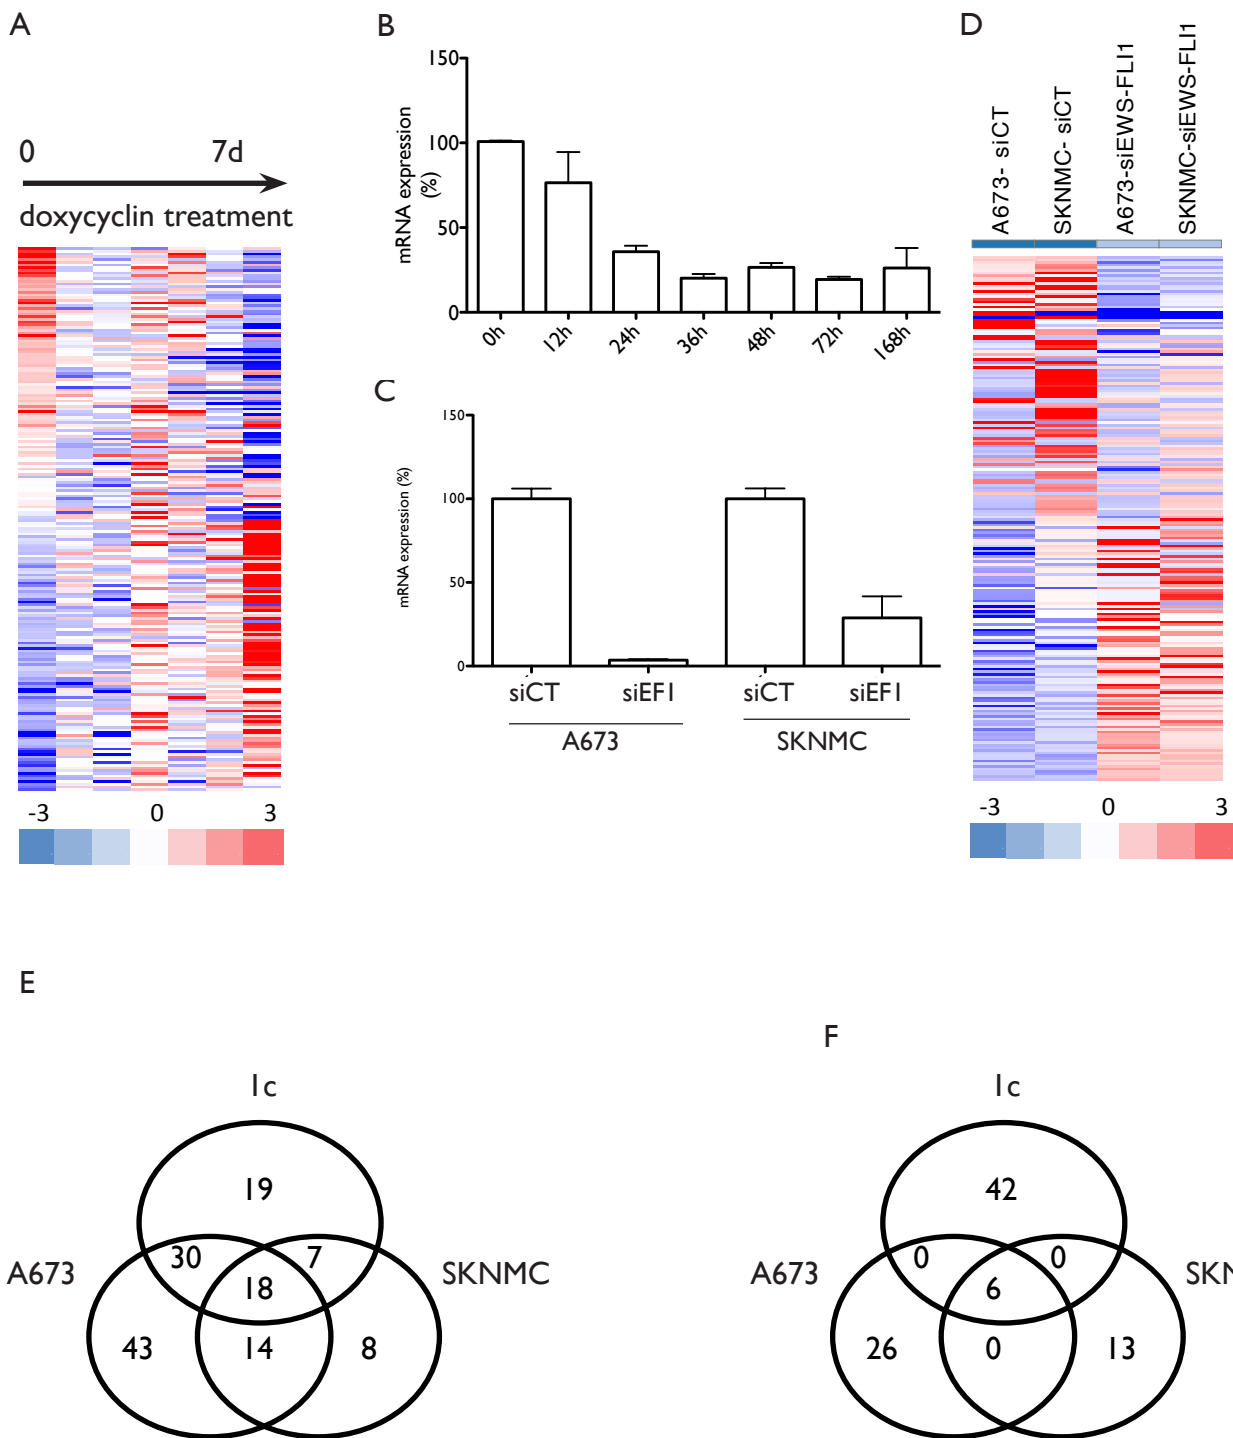 A
0 7d
doxycyclin treatment
-3 0 3
B
mRNA expression
(%)
150
100
50
0
0h 12h 24h 36h 48h 72h 168h
C
mRNA expression (%)
150
100
50
0
siCT siEF1 siCT siEF1
A673 SKNMC
D
A673- siCT
SKNMC- siCT
A673-siEWS-FLI1
SKNMC-siEWS-FLI1
-3 0 3
E
1c
19
30 7
A673 SKNMC
18
43 14 8
F
1c
42
0 0
A673 SKN
6
26 0 13